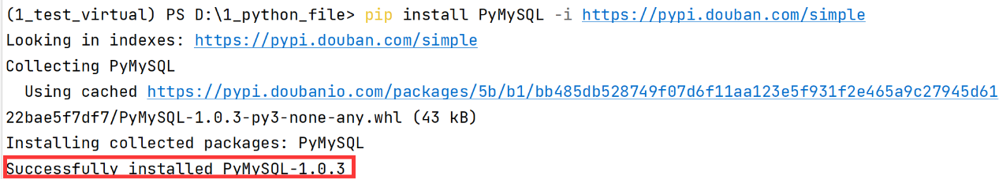 (1_test_virtual) PS D:\1_python_file> pip install PyMySQL -i https://pypi.douban.com/simple
Looking in indexes: https://pypi.douban.com/simple
Collecting PyMySQL
  Using cached https://pypi.doubanio.com/packages/5b/b1/bb485db528749f07d6f11aa123e5f931f2e465a9c27945d61
22bae5f7df7/PyMySQL-1.0.3-py3-none-any.whl (43 kB)
Installing collected packages: PyMySQL
Successfully installed PyMySQL-1.0.3